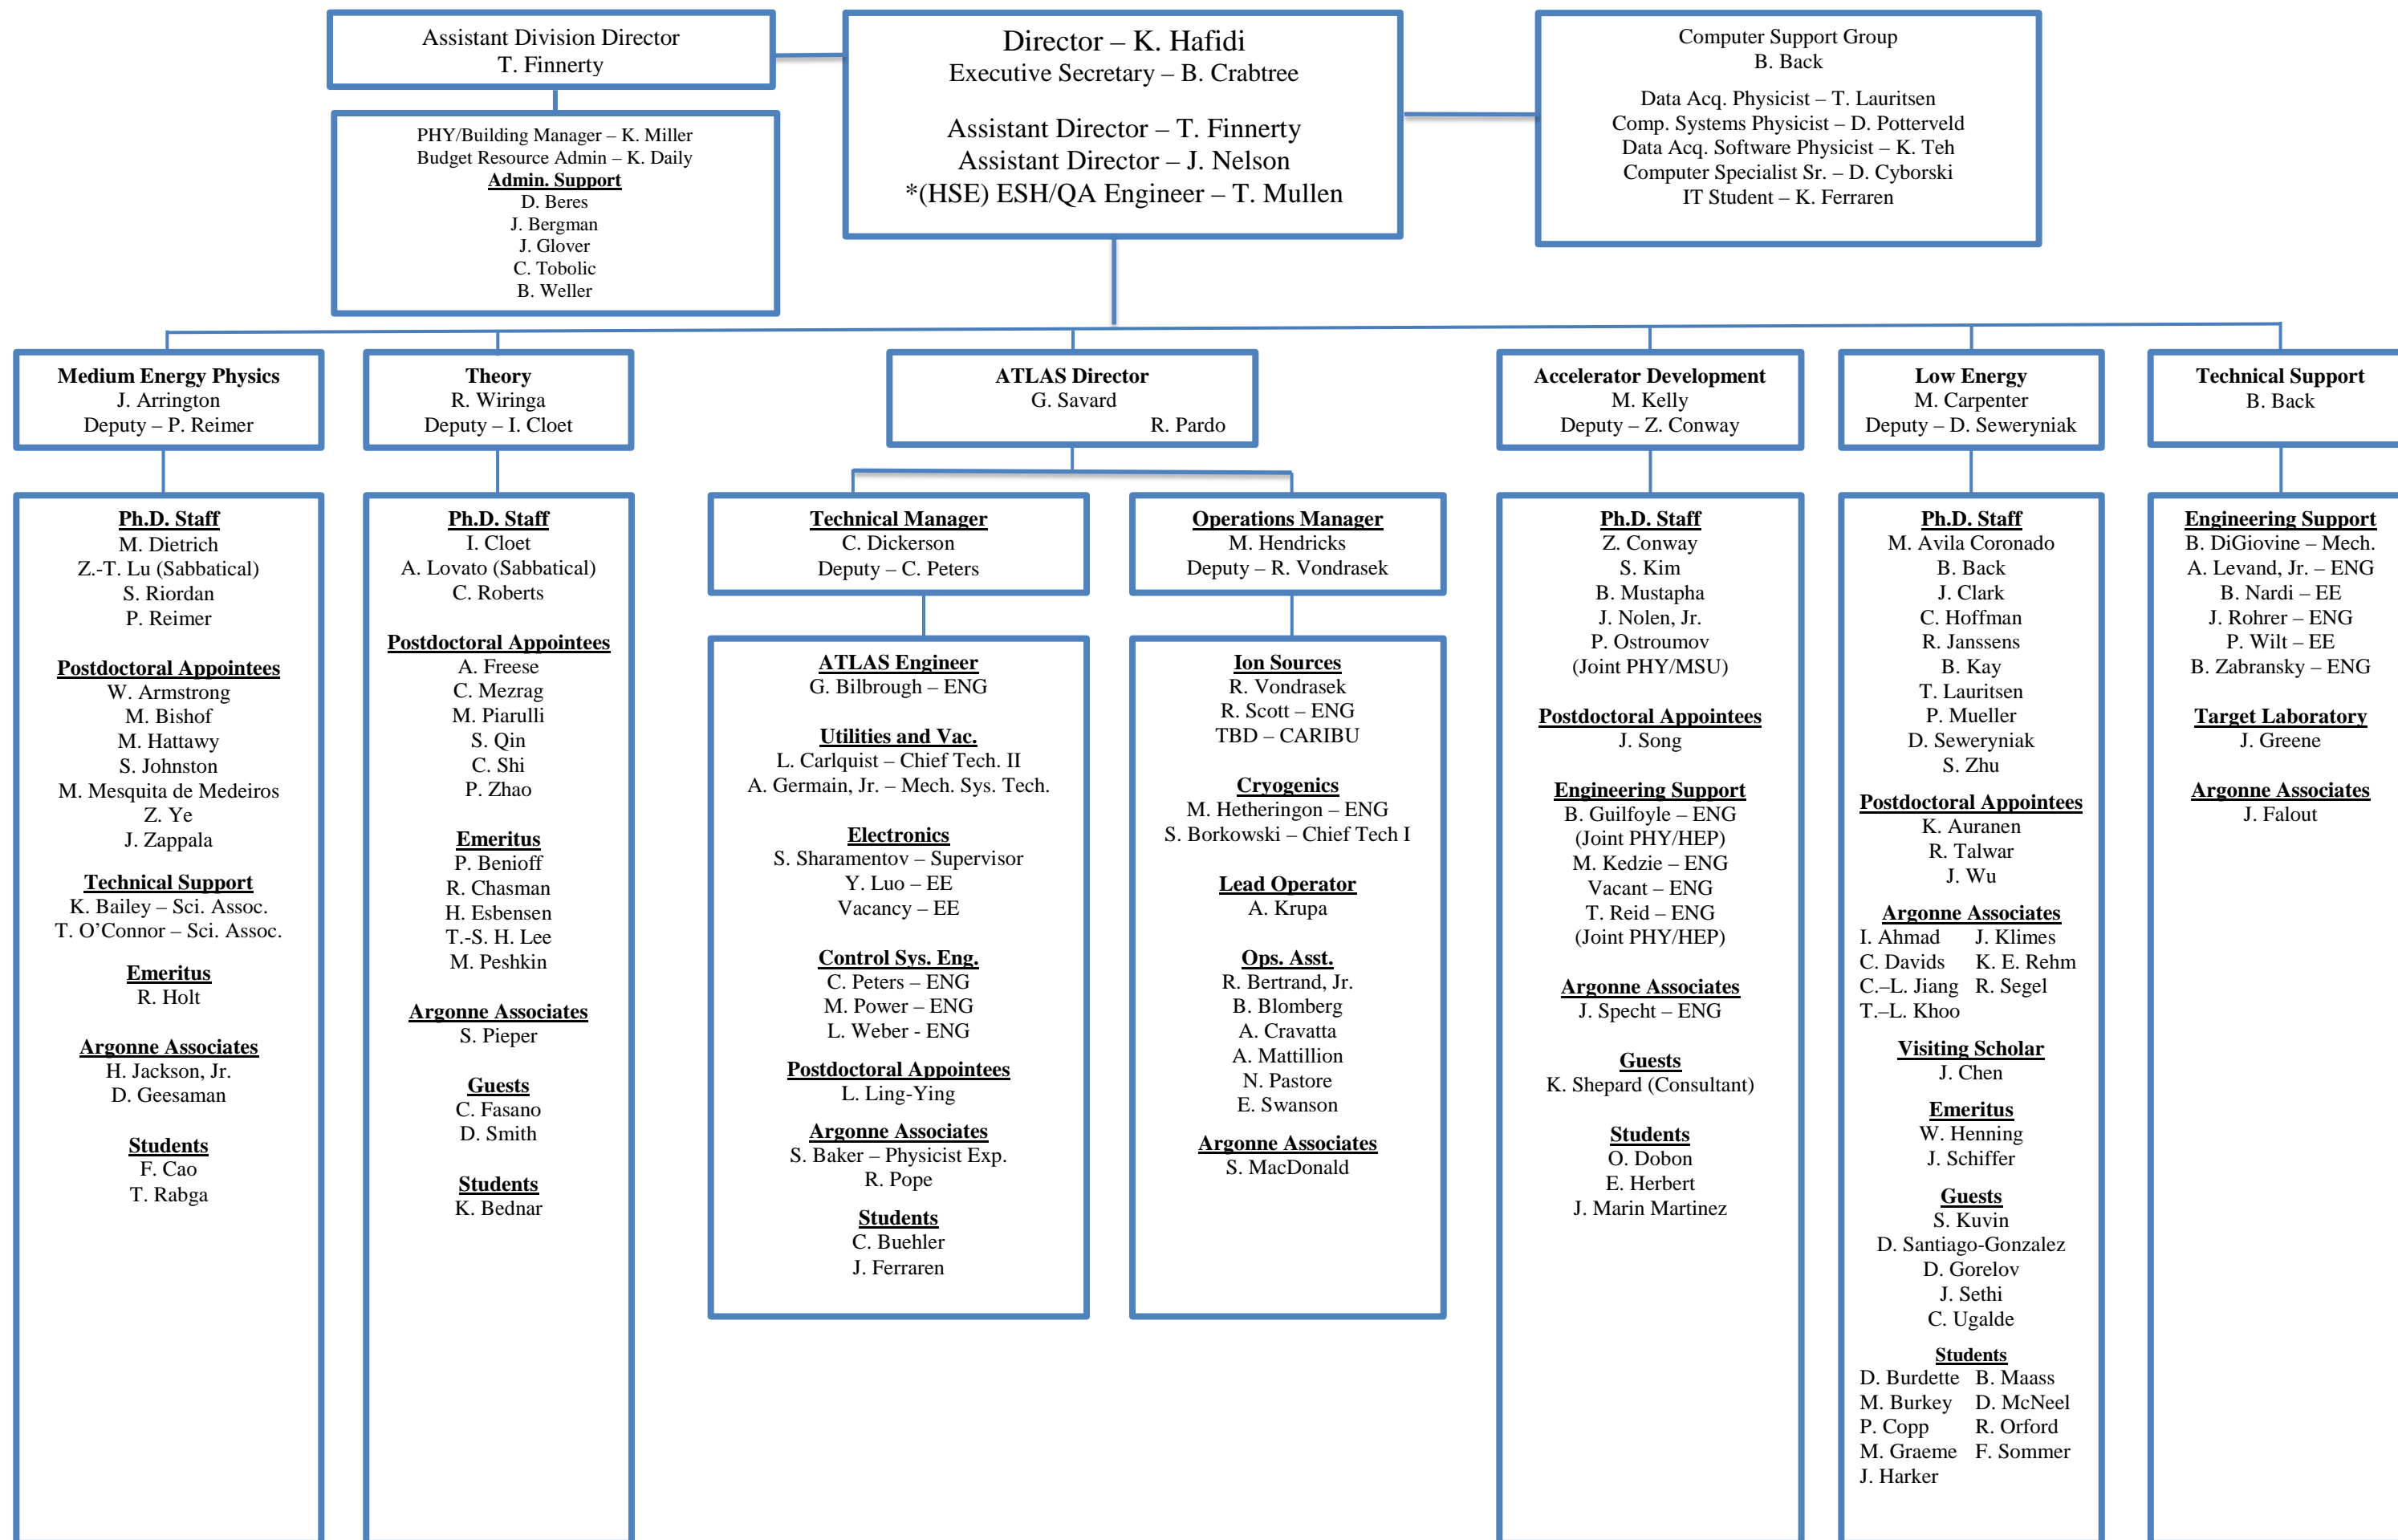 Assistant Division Director
T. Finnerty
Director – K. Hafidi
Executive Secretary – B. Crabtree
Assistant Director – T. Finnerty
Assistant Director – J. Nelson
*(HSE) ESH/QA Engineer – T. Mullen
Computer Support Group
B. Back
Data Acq. Physicist – T. Lauritsen
Comp. Systems Physicist – D. Potterveld
Data Acq. Software Physicist – K. Teh
Computer Specialist Sr. – D. Cyborski
IT Student – K. Ferraren
PHY/Building Manager – K. Miller
Budget Resource Admin – K. Daily
Admin. Support
D. Beres
J. Bergman
J. Glover
C. Tobolic
B. Weller
Medium Energy Physics
J. Arrington
Deputy – P. Reimer
Theory
R. Wiringa
Deputy – I. Cloet
ATLAS Director
G. Savard
R. Pardo
Accelerator Development
M. Kelly
Deputy – Z. Conway
Low Energy
M. Carpenter
Deputy – D. Seweryniak
Technical Support
B. Back
Ph.D. Staff
M. Dietrich
Z.-T. Lu (Sabbatical)
S. Riordan
P. Reimer
Postdoctoral Appointees
W. Armstrong
M. Bishof
M. Hattawy
S. Johnston
M. Mesquita de Medeiros
Z. Ye
J. Zappala
Technical Support
K. Bailey – Sci. Assoc.
T. O’Connor – Sci. Assoc.
Emeritus
R. Holt
Argonne Associates
H. Jackson, Jr.
D. Geesaman
Students
F. Cao
T. Rabga
Ph.D. Staff
I. Cloet
A. Lovato (Sabbatical)
C. Roberts
Postdoctoral Appointees
A. Freese
C. Mezrag
M. Piarulli
S. Qin
C. Shi
P. Zhao
Emeritus
P. Benioff
R. Chasman
H. Esbensen
T.-S. H. Lee
M. Peshkin
Argonne Associates
S. Pieper
Guests
C. Fasano
D. Smith
Students
K. Bednar
Technical Manager
C. Dickerson
Deputy – C. Peters
ATLAS Engineer
G. Bilbrough – ENG
Utilities and Vac.
L. Carlquist – Chief Tech. II
A. Germain, Jr. – Mech. Sys. Tech.
Electronics
S. Sharamentov – Supervisor
Y. Luo – EE
Vacancy – EE
Control Sys. Eng.
C. Peters – ENG
M. Power – ENG
L. Weber - ENG
Postdoctoral Appointees
L. Ling-Ying
Argonne Associates
S. Baker – Physicist Exp.
R. Pope
Students
C. Buehler
J. Ferraren
Operations Manager
M. Hendricks
Deputy – R. Vondrasek
Ion Sources
R. Vondrasek
R. Scott – ENG
TBD – CARIBU
Cryogenics
M. Hetheringon – ENG
S. Borkowski – Chief Tech I
Lead Operator
A. Krupa
Ops. Asst.
R. Bertrand, Jr.
B. Blomberg
A. Cravatta
A. Mattillion
N. Pastore
E. Swanson
Argonne Associates
S. MacDonald
Ph.D. Staff
Z. Conway
S. Kim
B. Mustapha
J. Nolen, Jr.
P. Ostroumov
(Joint PHY/MSU)
Postdoctoral Appointees
J. Song
Engineering Support
B. Guilfoyle – ENG
(Joint PHY/HEP)
M. Kedzie – ENG
Vacant – ENG
T. Reid – ENG
(Joint PHY/HEP)
Argonne Associates
J. Specht – ENG
Guests
K. Shepard (Consultant)
Students
O. Dobon
E. Herbert
J. Marin Martinez
Ph.D. Staff
M. Avila Coronado
B. Back
J. Clark
C. Hoffman
R. Janssens
B. Kay
T. Lauritsen
P. Mueller
D. Seweryniak
S. Zhu
Postdoctoral Appointees
K. Auranen
R. Talwar
J. Wu
Argonne Associates
I. Ahmad J. Klimes
C. Davids K. E. Rehm
C.–L. Jiang R. Segel
T.–L. Khoo
Visiting Scholar
J. Chen
Emeritus
W. Henning
J. Schiffer
Guests
S. Kuvin
D. Santiago-Gonzalez
D. Gorelov
J. Sethi
C. Ugalde
Students
D. Burdette B. Maass
M. Burkey D. McNeel
P. Copp R. Orford
M. Graeme F. Sommer
J. Harker
Engineering Support
B. DiGiovine – Mech.
A. Levand, Jr. – ENG
B. Nardi – EE
J. Rohrer – ENG
P. Wilt – EE
B. Zabransky – ENG
Target Laboratory
J. Greene
Argonne Associates
J. Falout